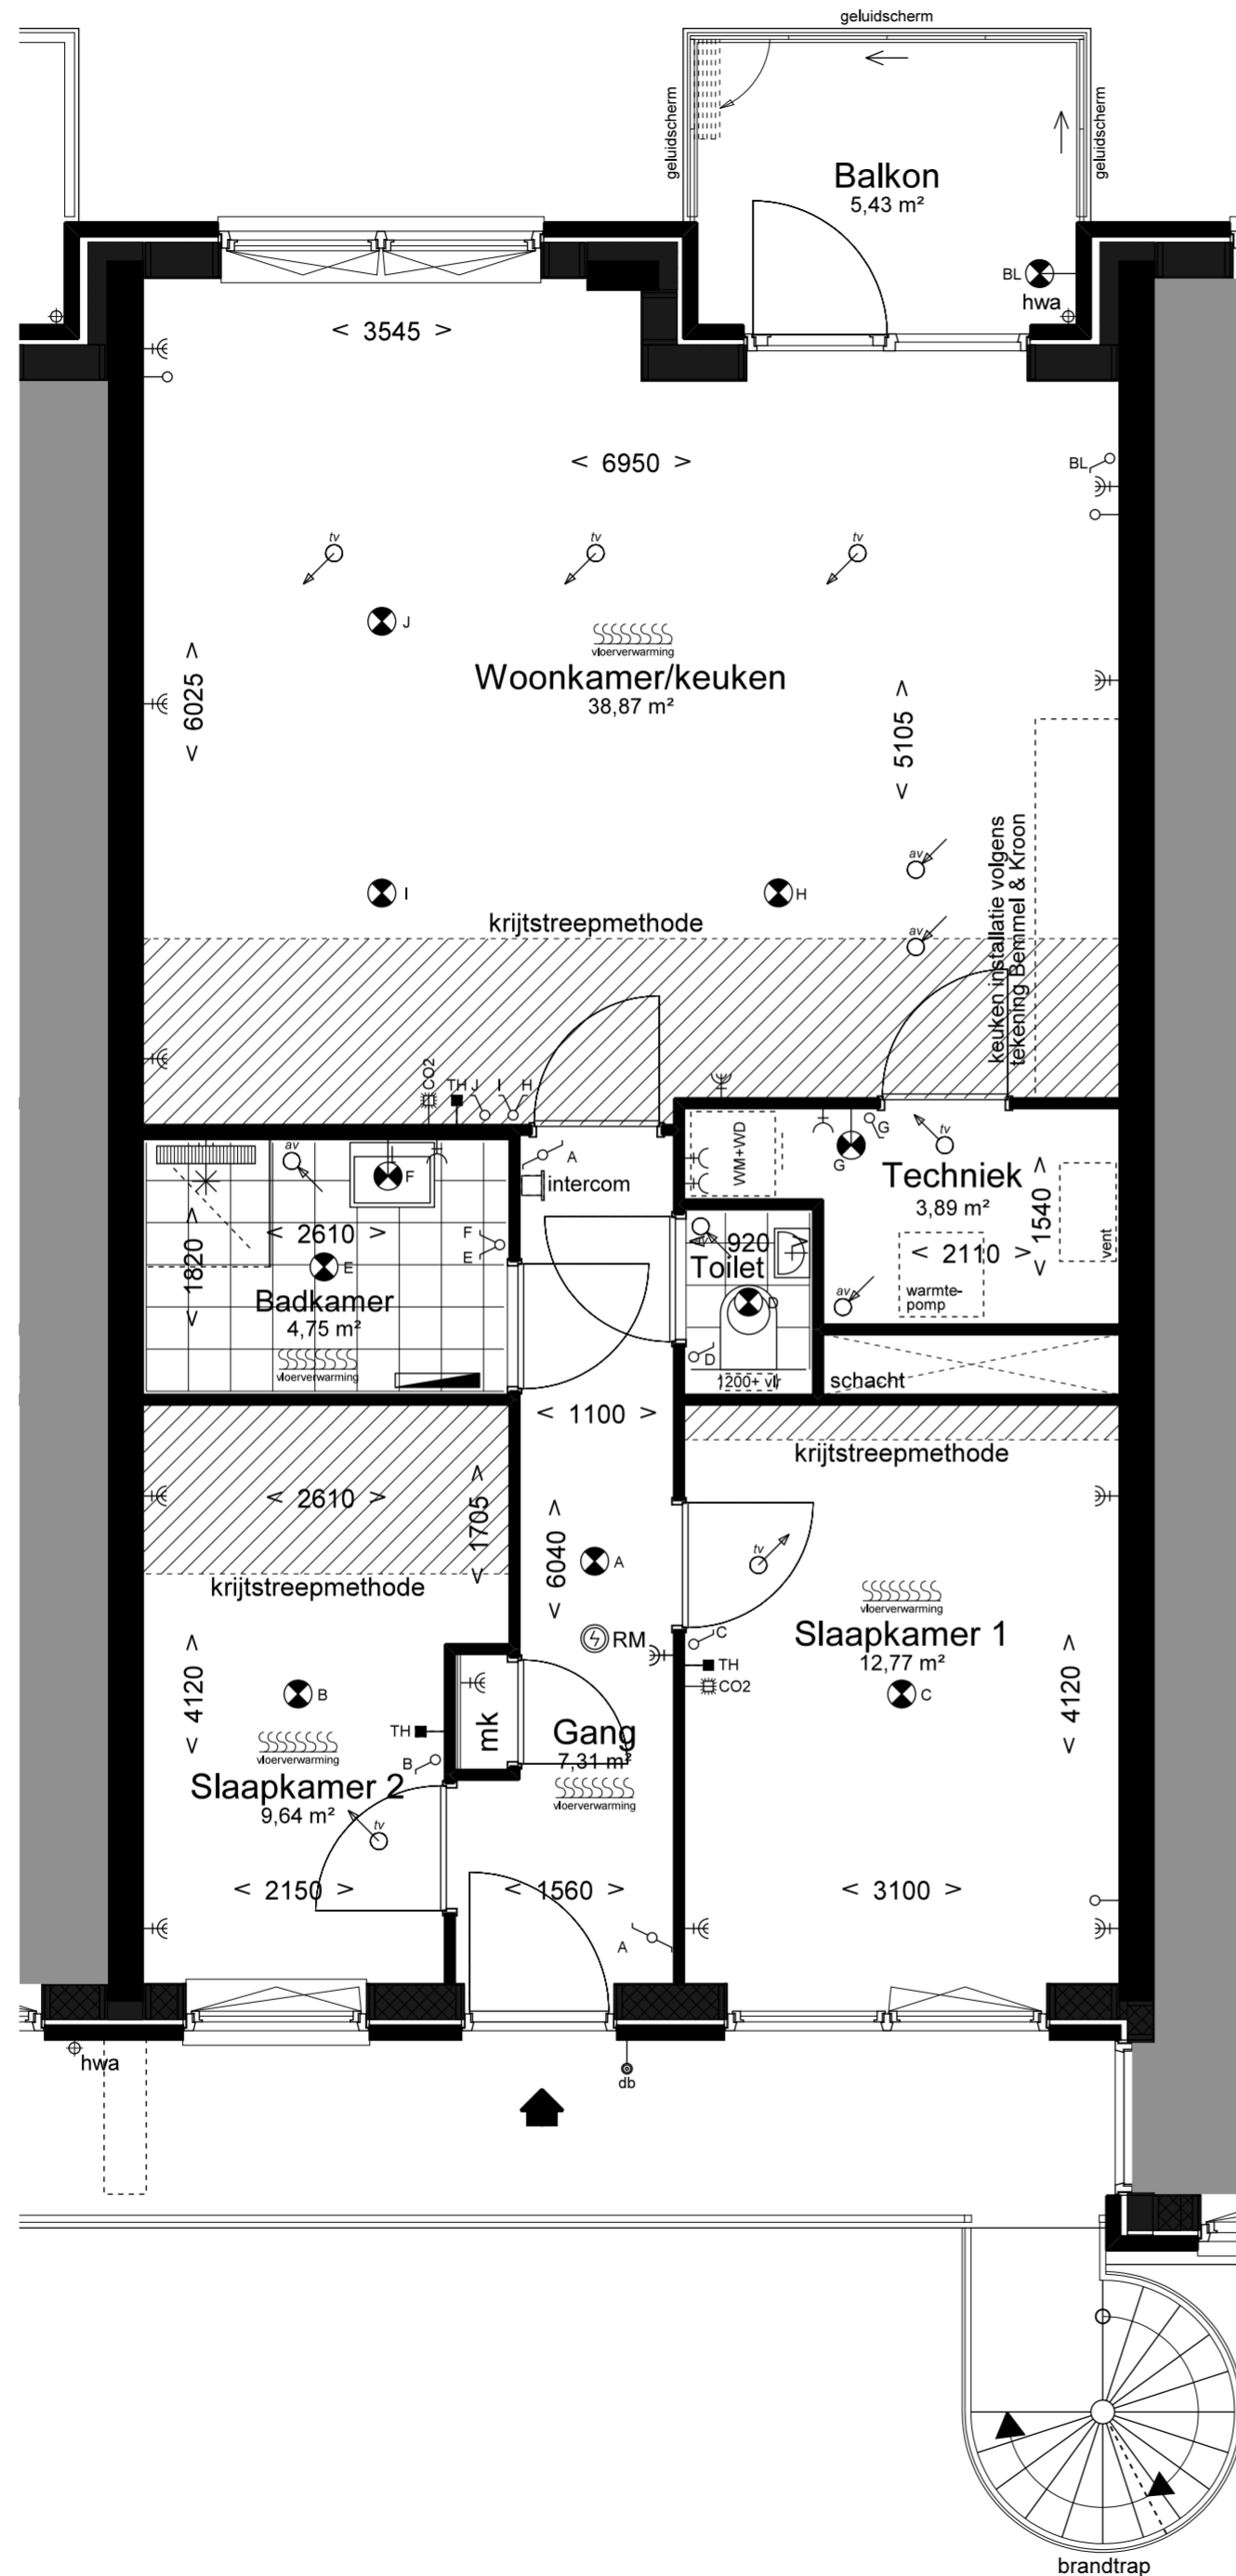 geluidscherm
geluidscherm
geluidscherm
Balkon
5,43 m²
BL
hwa
< 3545 >
< 6950 >
BL
tv
tv
tv
J
vloerverwarming
Woonkamer/keuken
38,87 m²
< 6025 >
< 5105 >
keuken installatie volgens
tekening Bemmel & Kroon
av
I
H
krijtstreepmethode
av
CO2
TH
J
I
H
A
intercom
av
F
WM+WD
G
G
tv
Techniek
3,89 m²
< 1540 >
vent
< 2110 >
warmte-
pomp
av
< 1820 >
< 2610 >
F
E
E
Badkamer
4,75 m²
vloerverwarming
920
Toilet
D
D
1200+ vlr
schacht
< 1100 >
krijtstreepmethode
< 2610 >
< 1705 >
krijtstreepmethode
< 6040 >
A
tv
vloerverwarming
Slaapkamer 1
12,77 m²
RM
C
TH
CO2
C
< 4120 >
< 4120 >
B
TH
B
mk
Gang
7,31 m²
vloerverwarming
vloerverwarming
Slaapkamer 2
9,64 m²
tv
< 2150 >
< 1560 >
< 3100 >
A
hwa
db
brandtrap